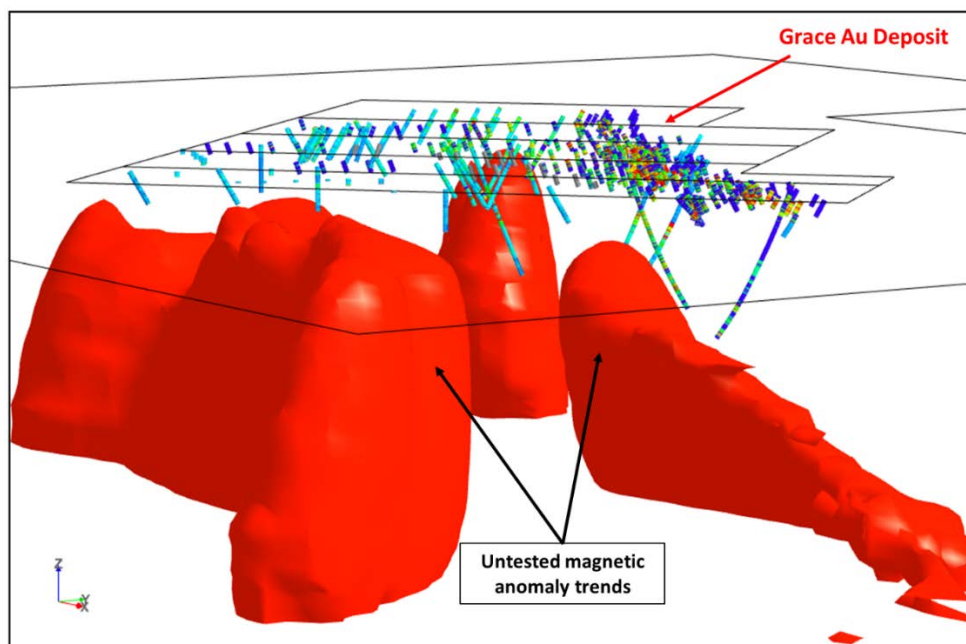 Grace Au Deposit
Untested magnetic
anomaly trends
Z
Y
X